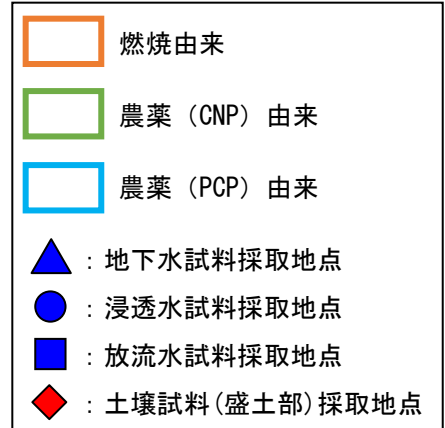 燃焼由来
農薬（CNP）由来
農薬（PCP）由来
：地下水試料採取地点
：浸透水試料採取地点
：放流水試料採取地点
：土壌試料(盛土部)採取地点